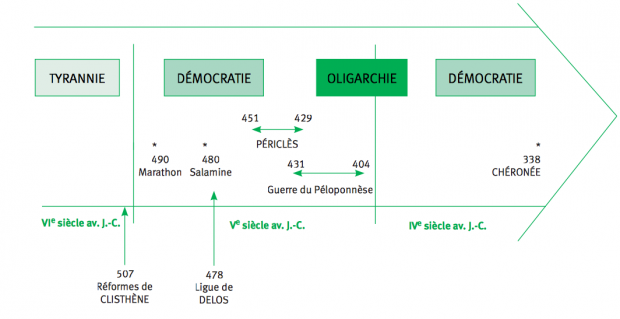 TYRANNIE
DÉMOCRATIE
OLIGARCHIE
DÉMOCRATIE
451 429
PÉRICLÈS
*
490
Marathon
*
480
Salamine
431 404
Guerre du Péloponnèse
*
338
CHÉRONÉE
VIe siècle av. J.-C.
Ve siècle av. J.-C.
IVe siècle av. J.-C.
507
Réformes de
CLISTHÈNE
478
Ligue de
DELOS